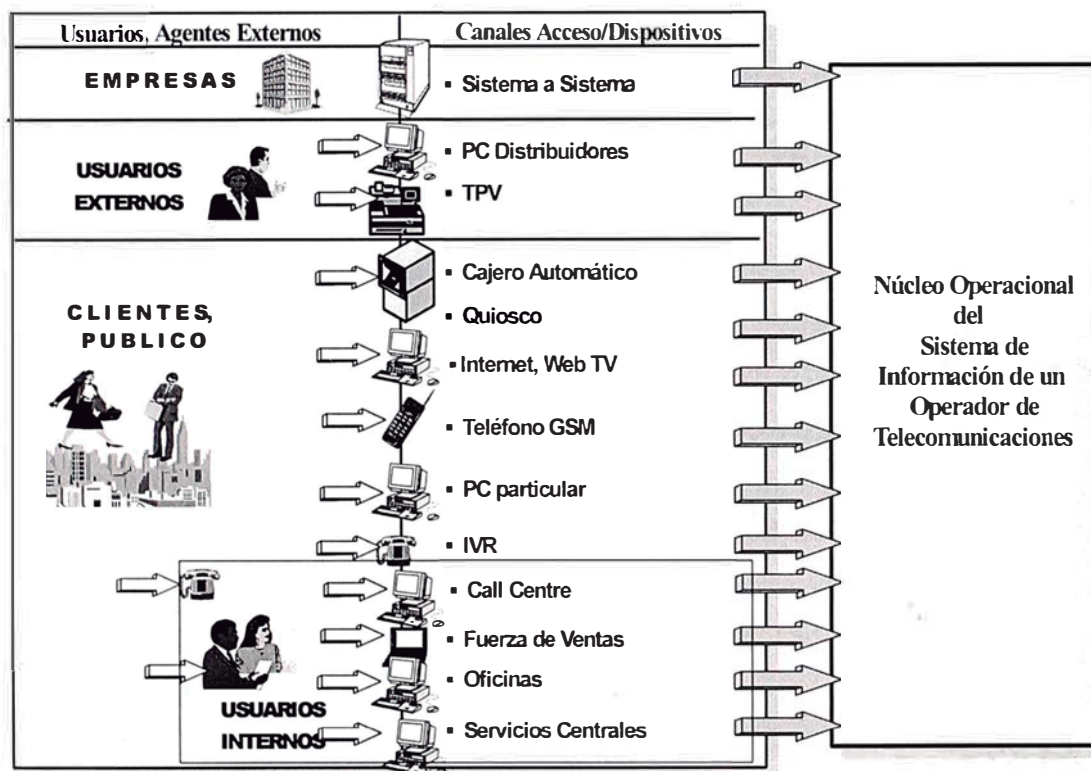 Usuarios, Agentes Externos
Canales Acceso/Dispositivos
EMPRESAS
▪ Sistema a Sistema
USUARIOS
EXTERNOS
▪ PC Distribuidores
▪ TPV
CLIENTES,
PUBLICO
▪ Cajero Automático
▪ Quiosco
▪ Internet, Web TV
▪ Teléfono GSM
▪ PC particular
▪ IVR
▪ Call Centre
▪ Fuerza de Ventas
▪ Oficinas
▪ Servicios Centrales
USUARIOS
INTERNOS
Núcleo Operacional
del
Sistema de
Información de un
Operador de
Telecomunicaciones